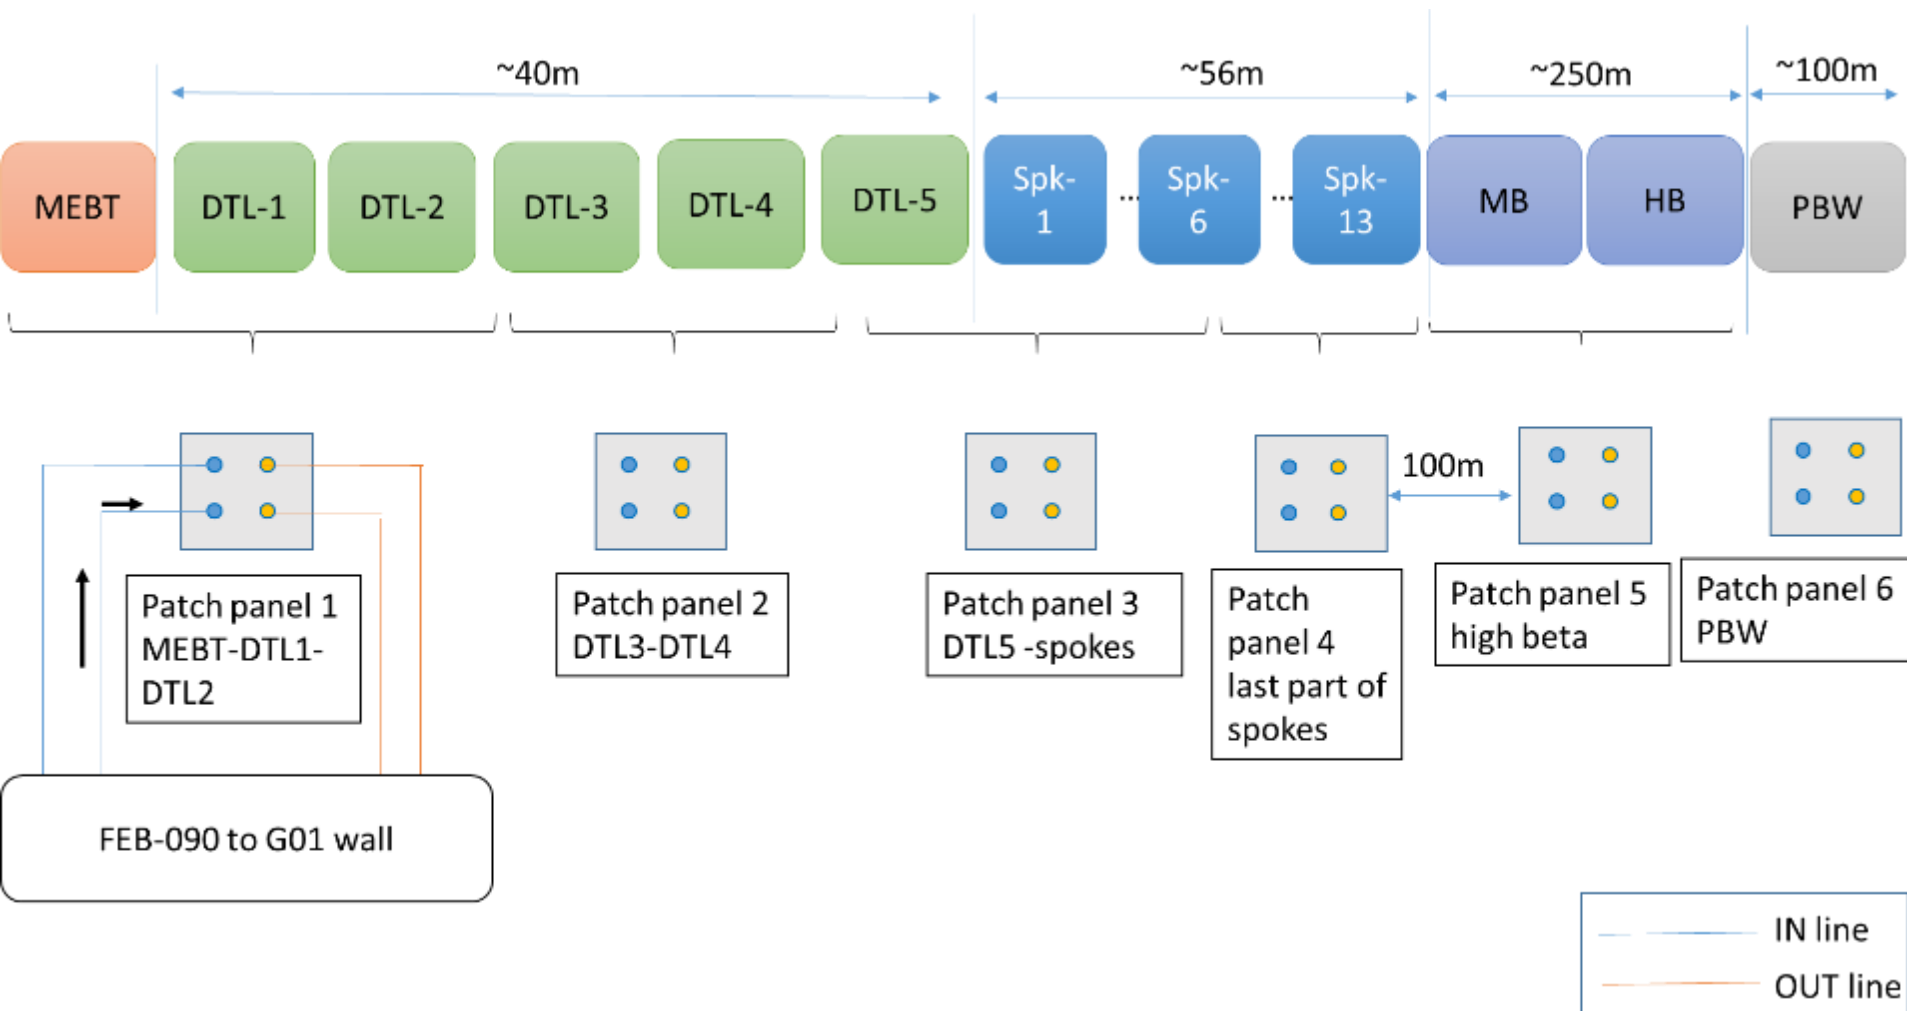 ~40m
~56m
~250m
~100m
MEBT
DTL-1
DTL-2
DTL-3
DTL-4
DTL-5
Spk-
1
...
Spk-
6
...
Spk-
13
MB
HB
PBW
100m
Patch panel 1
MEBT-DTL1-
DTL2
Patch panel 2
DTL3-DTL4
Patch panel 3
DTL5 -spokes
Patch
panel 4
last part of
spokes
Patch panel 5
high beta
Patch panel 6
PBW
FEB-090 to G01 wall
IN line
OUT line